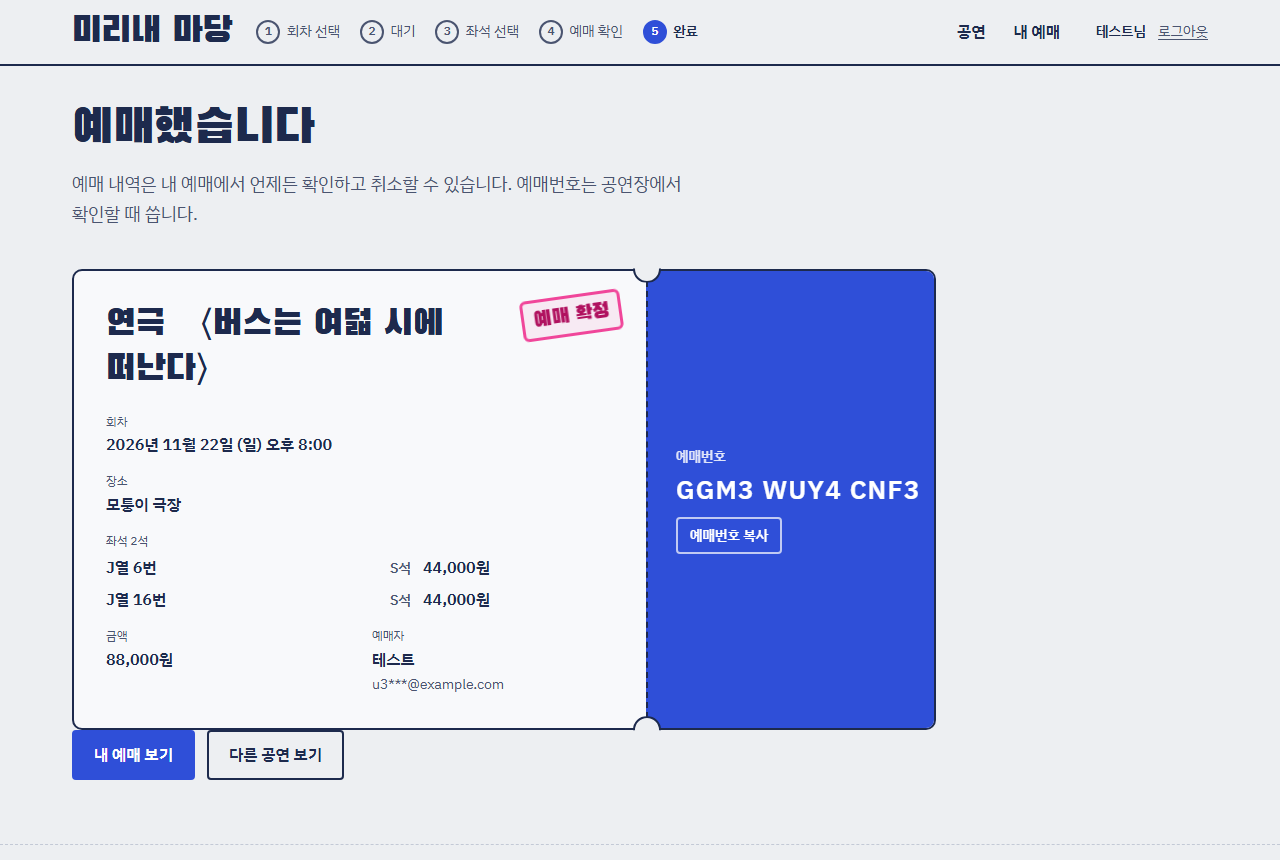 미리내 마당
1 회차 선택 2 대기 3 좌석 선택 4 예매 확인 5 완료
공연 내 예매 테스트님 로그아웃
예매했습니다
예매 내역은 내 예매에서 언제든 확인하고 취소할 수 있습니다. 예매번호는 공연장에서
확인할 때 씁니다.
연극 〈버스는 여덟 시에
떠난다〉
예매 확정
회차
2026년 11월 22일 (일) 오후 8:00
장소
모퉁이 극장
좌석 2석
J열 6번 S석 44,000원
J열 16번 S석 44,000원
금액
88,000원
예매자
테스트
u3***@example.com
예매번호
GGM3 WUY4 CNF3
예매번호 복사
내 예매 보기 다른 공연 보기